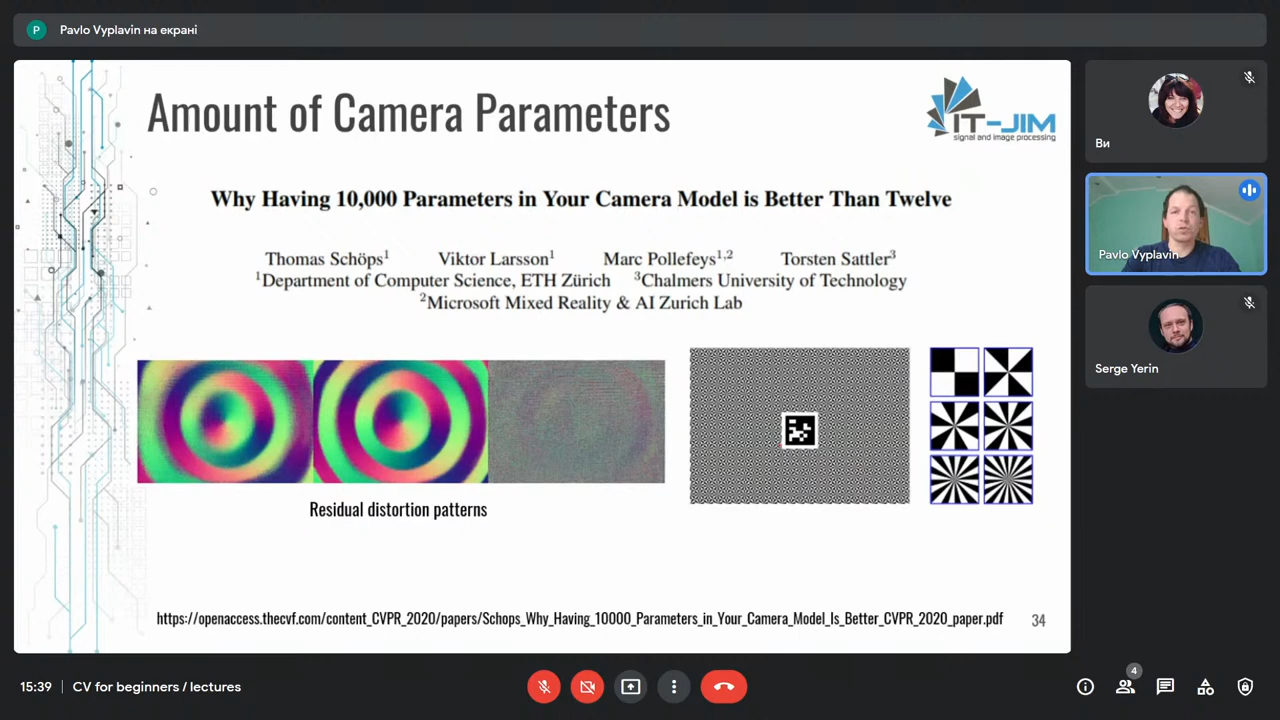 P
Pavlo Vyplavin на екрані
Amount of Camera Parameters
IT-JIM
signal and image processing
Why Having 10,000 Parameters in Your Camera Model is Better Than Twelve
Thomas Schöps¹ Viktor Larsson¹ Marc Pollefeys¹,² Torsten Sattler³
¹Department of Computer Science, ETH Zürich ³Chalmers University of Technology
²Microsoft Mixed Reality & AI Zurich Lab
Residual distortion patterns
https://openaccess.thecvf.com/content_CVPR_2020/papers/Schops_Why_Having_10000_Parameters_in_Your_Camera_Model_Is_Better_CVPR_2020_paper.pdf
34
Ви
Pavlo Vyplavin
Serge Yerin
15:39 CV for beginners / lectures
4